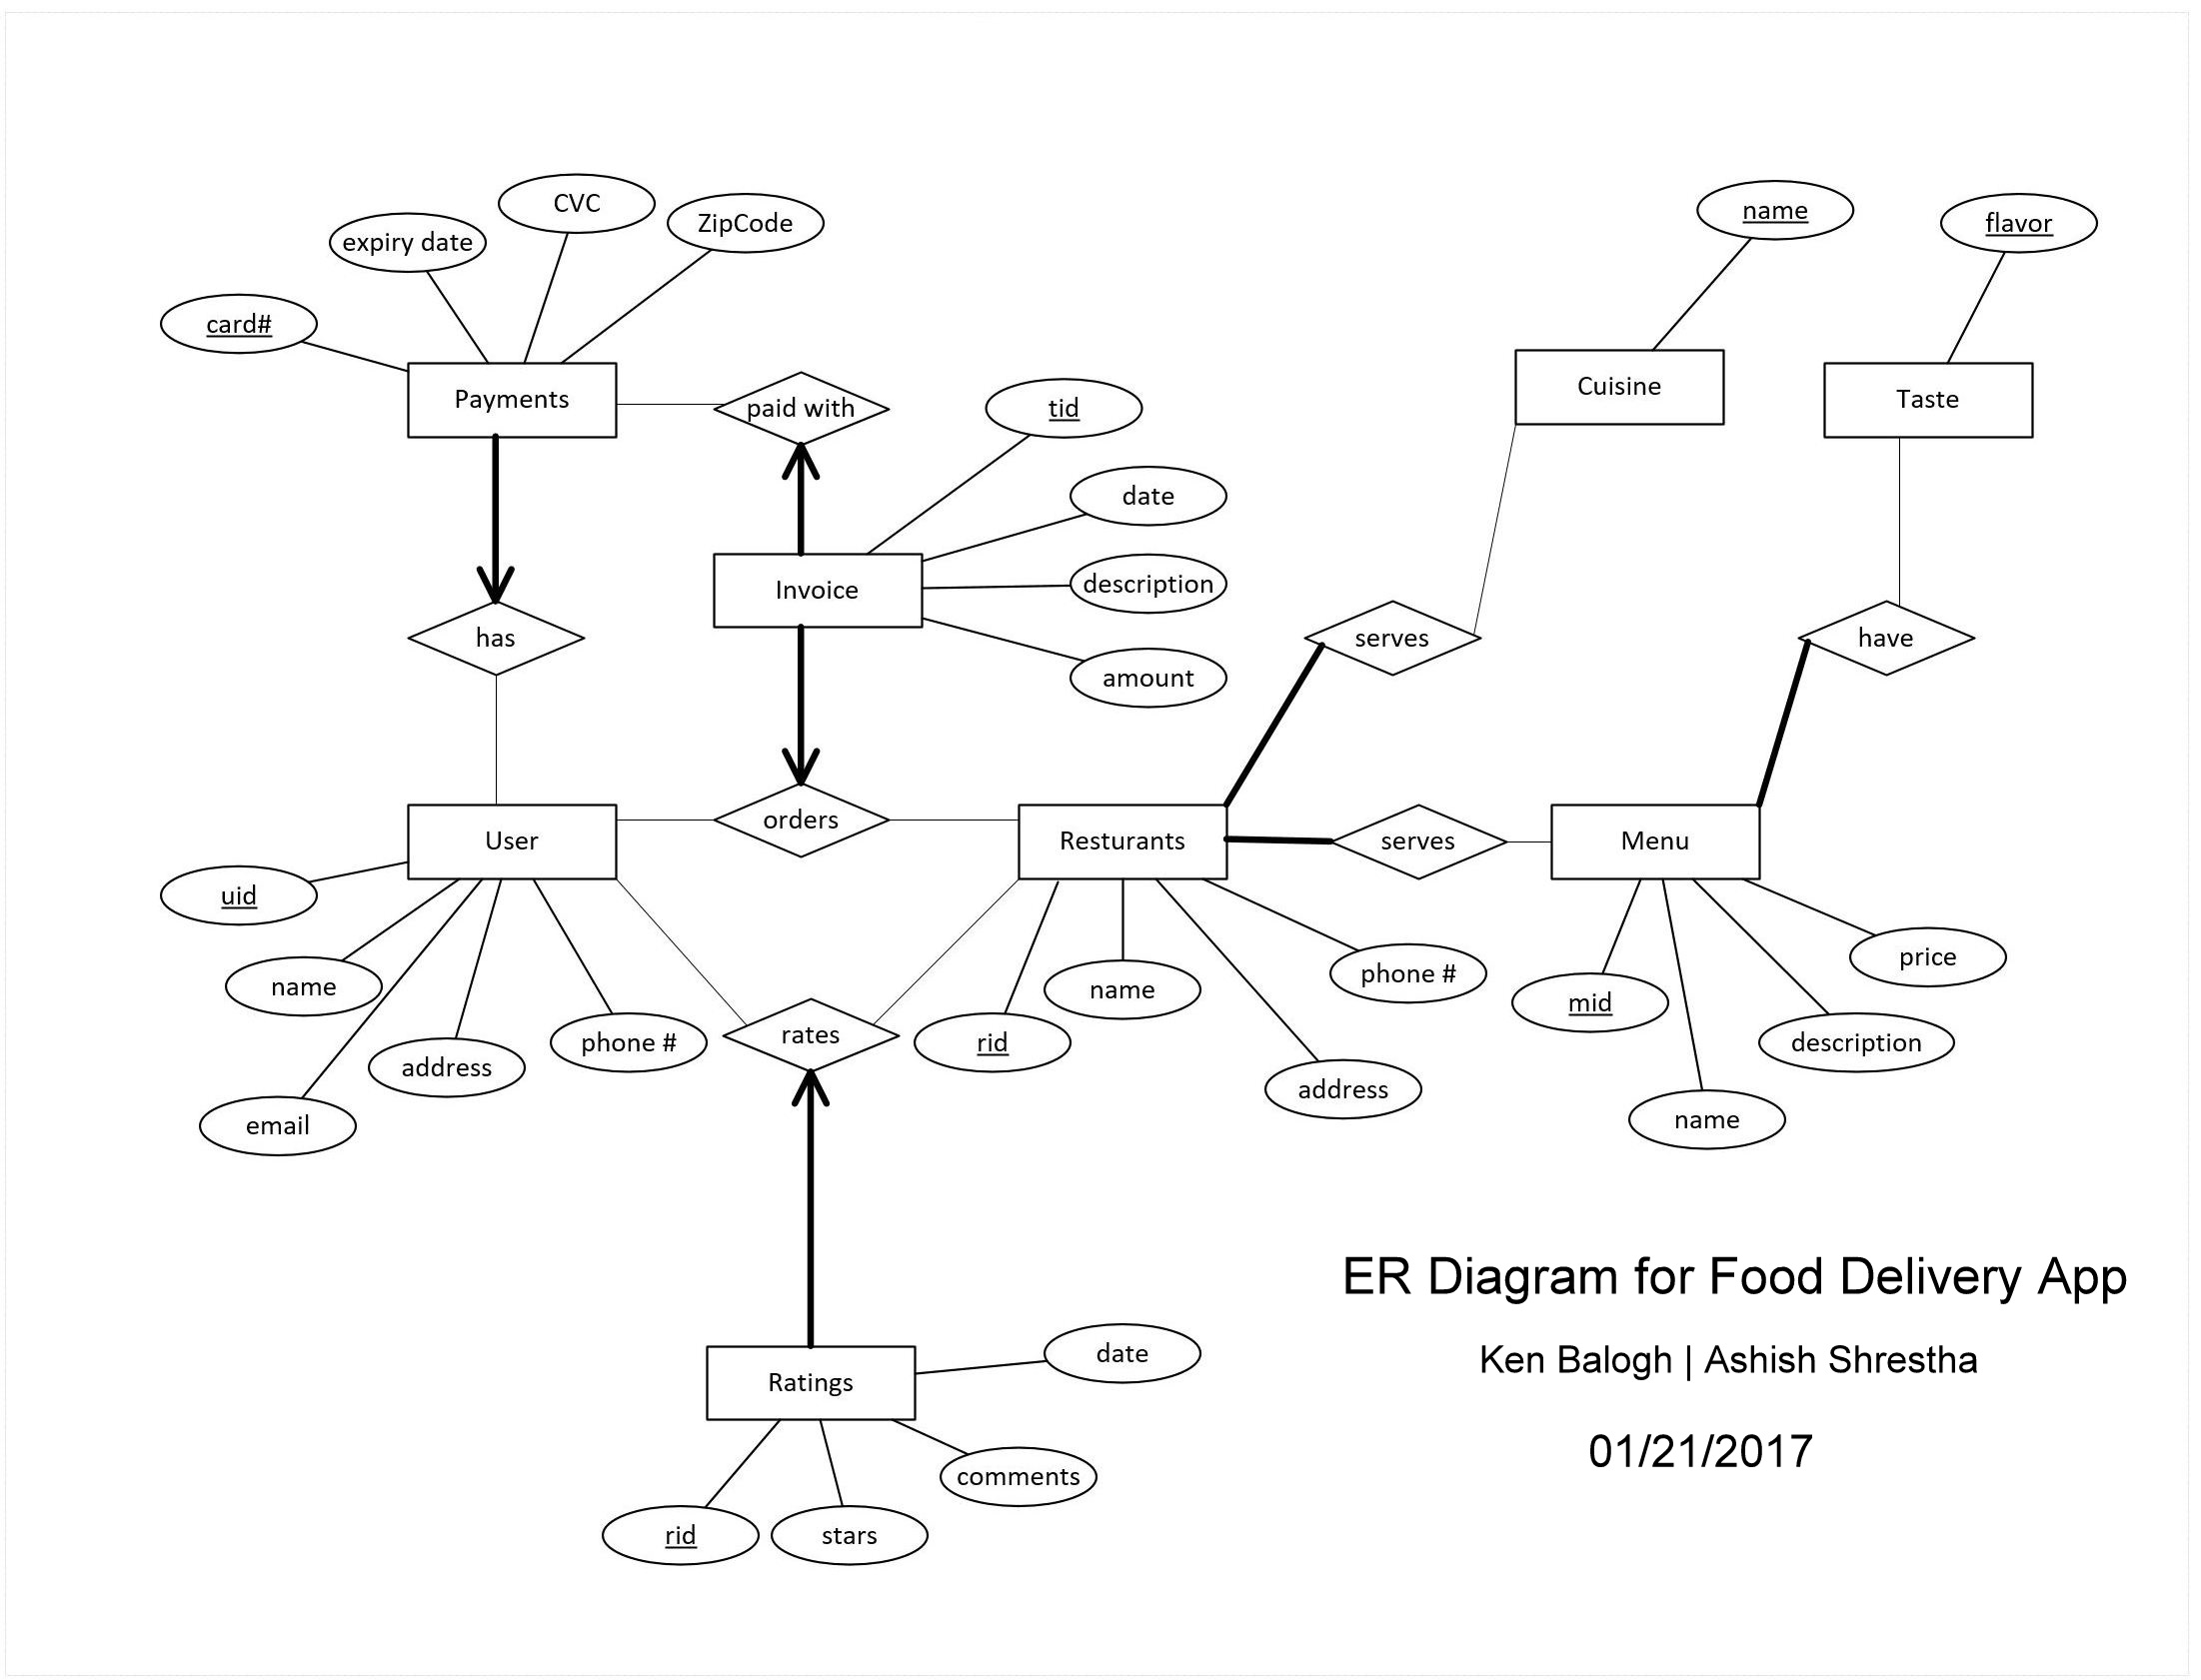 CVC
name
ZipCode
flavor
expiry date
card#
Cuisine
Payments
Taste
paid with
tid
date
description
Invoice
has
serves
have
amount
orders
User
Resturants
serves
Menu
uid
price
phone #
name
name
mid
rates
phone #
rid
description
address
address
name
email
ER Diagram for Food Delivery App
date
Ken Balogh | Ashish Shrestha
Ratings
01/21/2017
comments
rid
stars